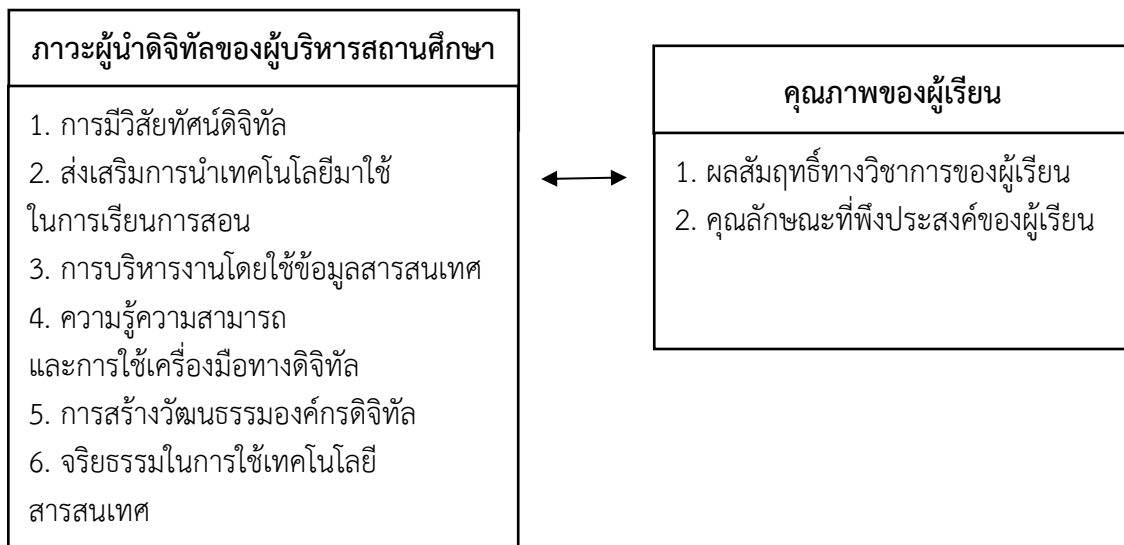 ภาวะผู้นำดิจิทัลของผู้บริหารสถานศึกษา
1. การมีวิสัยทัศน์ดิจิทัล
2. ส่งเสริมการนำเทคโนโลยีมาใช้
ในการเรียนการสอน
3. การบริหารงานโดยใช้ข้อมูลสารสนเทศ
4. ความรู้ความสามารถ
และการใช้เครื่องมือทางดิจิทัล
5. การสร้างวัฒนธรรมองค์กรดิจิทัล
6. จริยธรรมในการใช้เทคโนโลยี
สารสนเทศ
คุณภาพของผู้เรียน
1. ผลสัมฤทธิ์ทางวิชาการของผู้เรียน
2. คุณลักษณะที่พึงประสงค์ของผู้เรียน